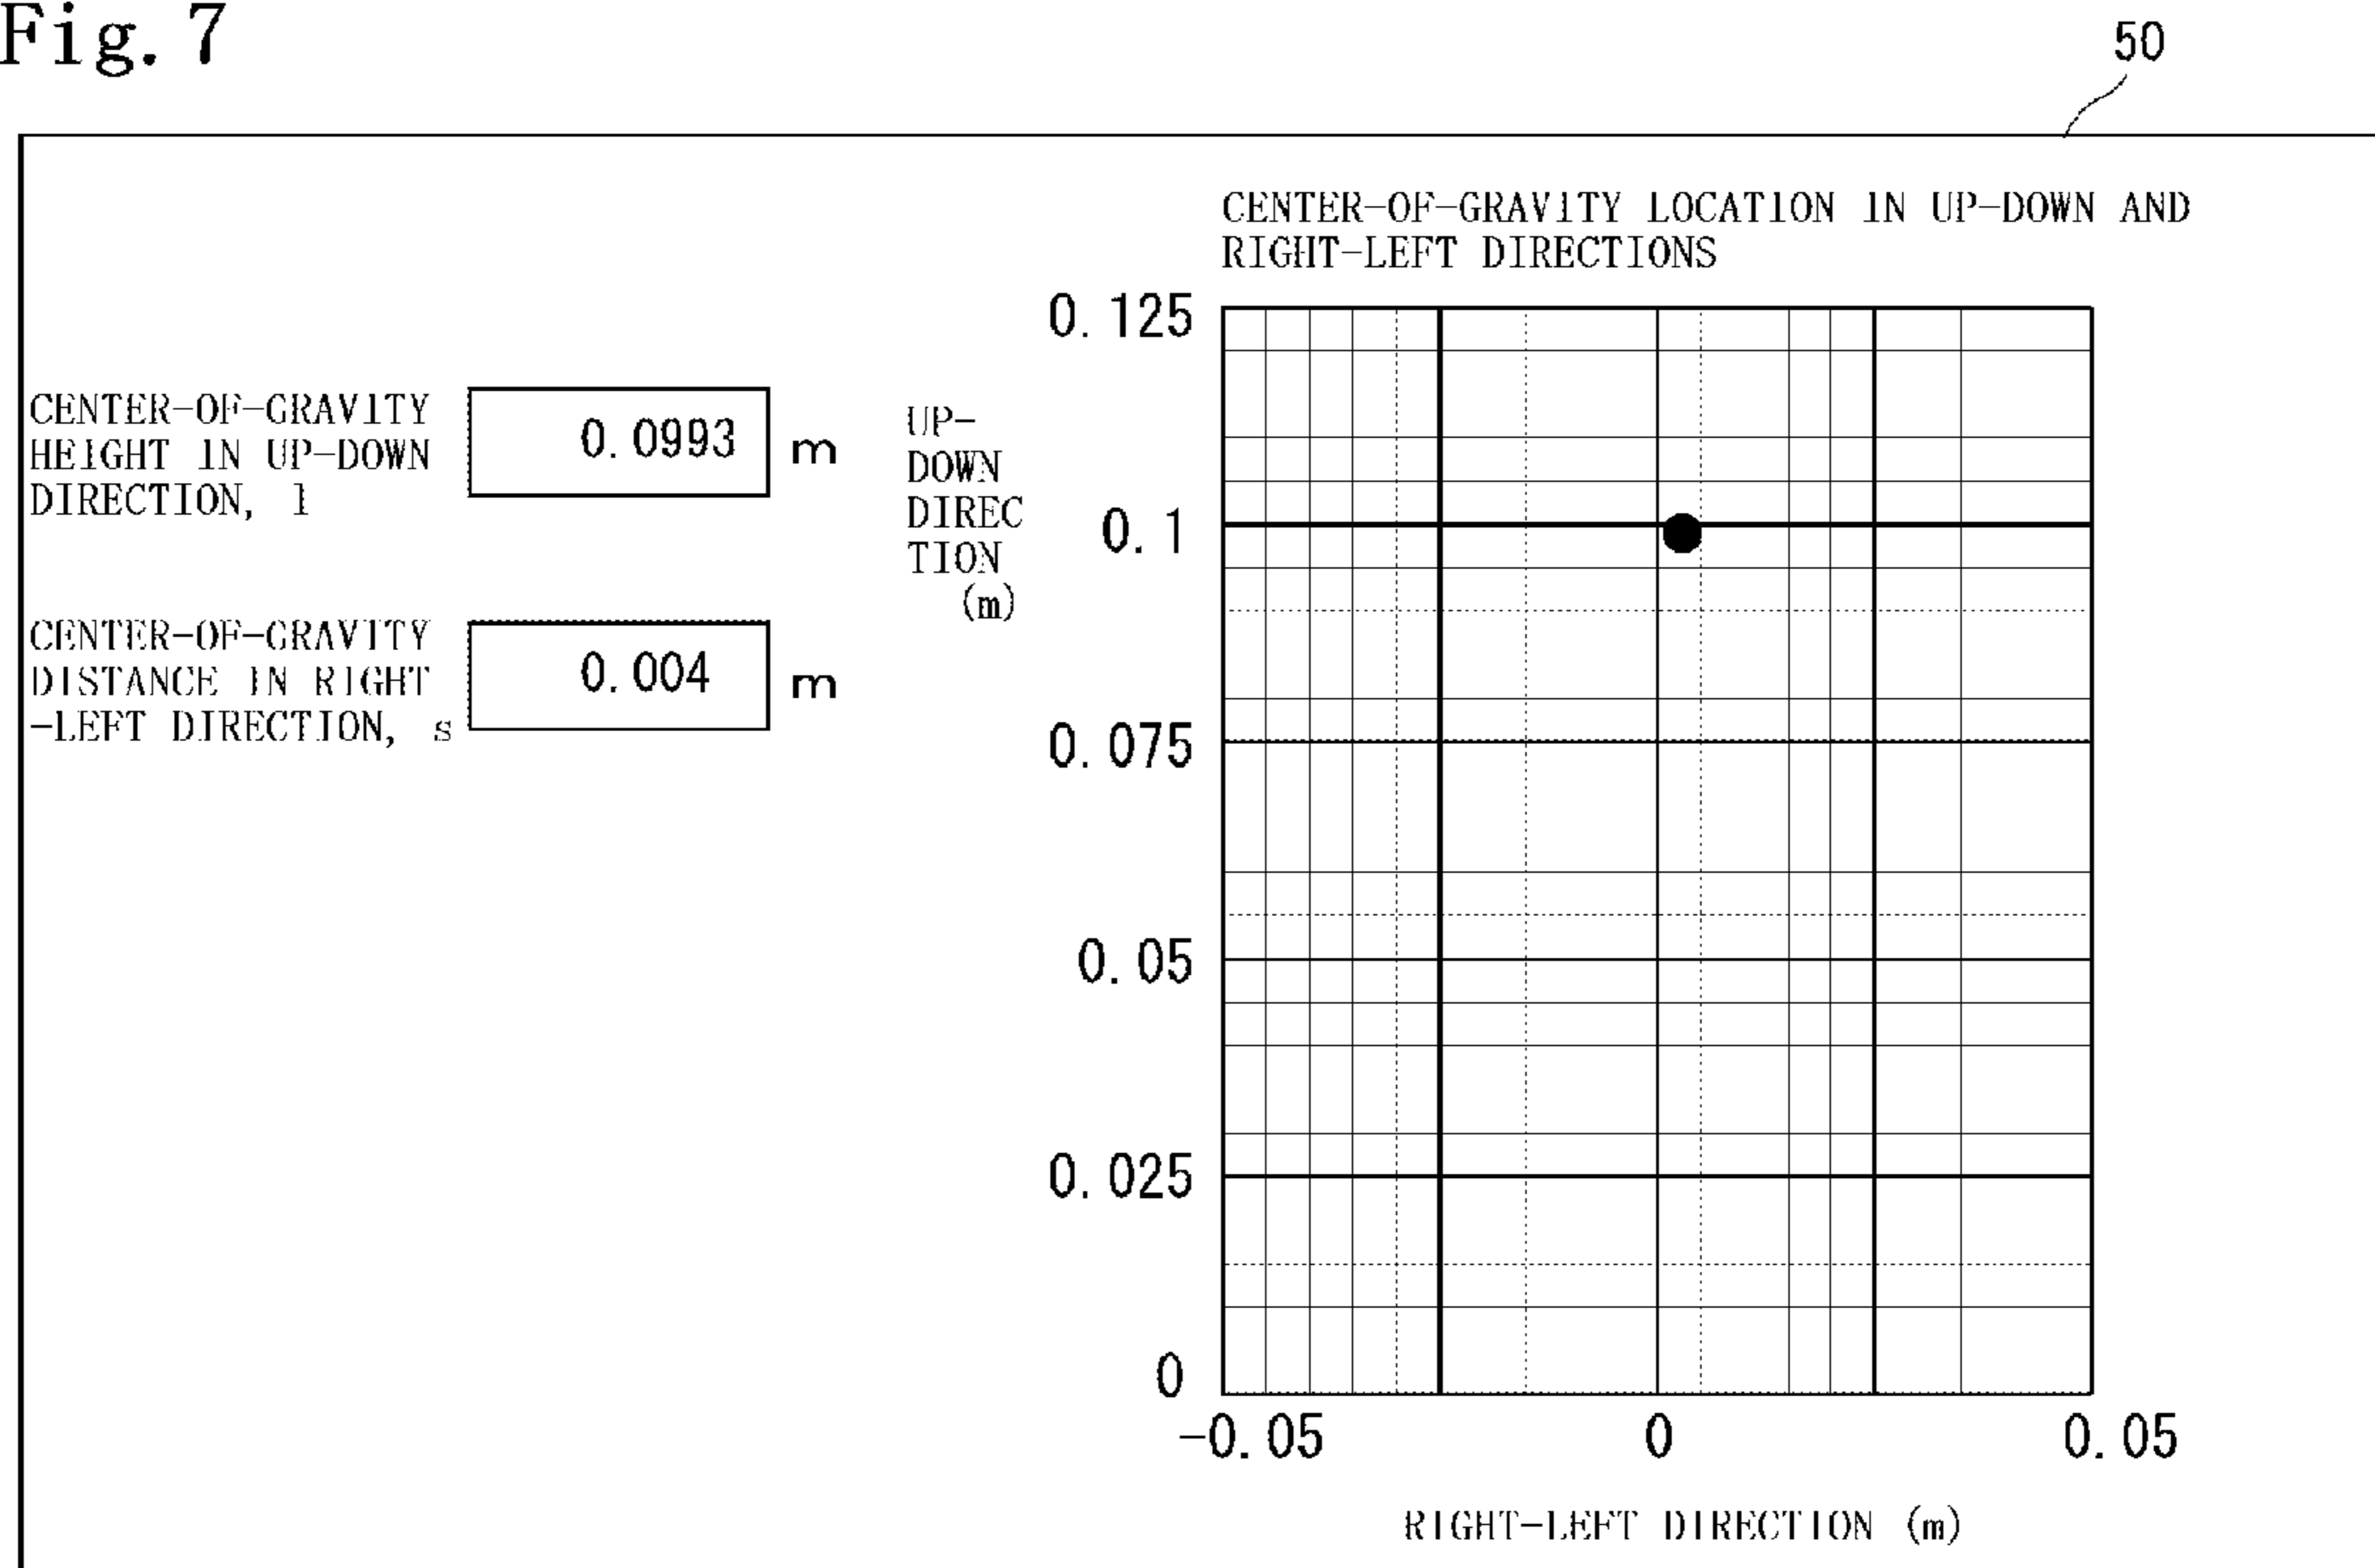 Fig. 7
50
CENTER-OF-GRAVITY LOCATION IN UP-DOWN AND
RIGHT-LEFT DIRECTIONS
CENTER-OF-GRAVITY
HEIGHT IN UP-DOWN
DIRECTION, l
0.0993 m
CENTER-OF-GRAVITY
DISTANCE IN RIGHT
-LEFT DIRECTION, s
0.004 m
UP-
DOWN
DIREC
TION
(m)
0.125
0.1
0.075
0.05
0.025
0
-0.05 0 0.05
RIGHT-LEFT DIRECTION (m)